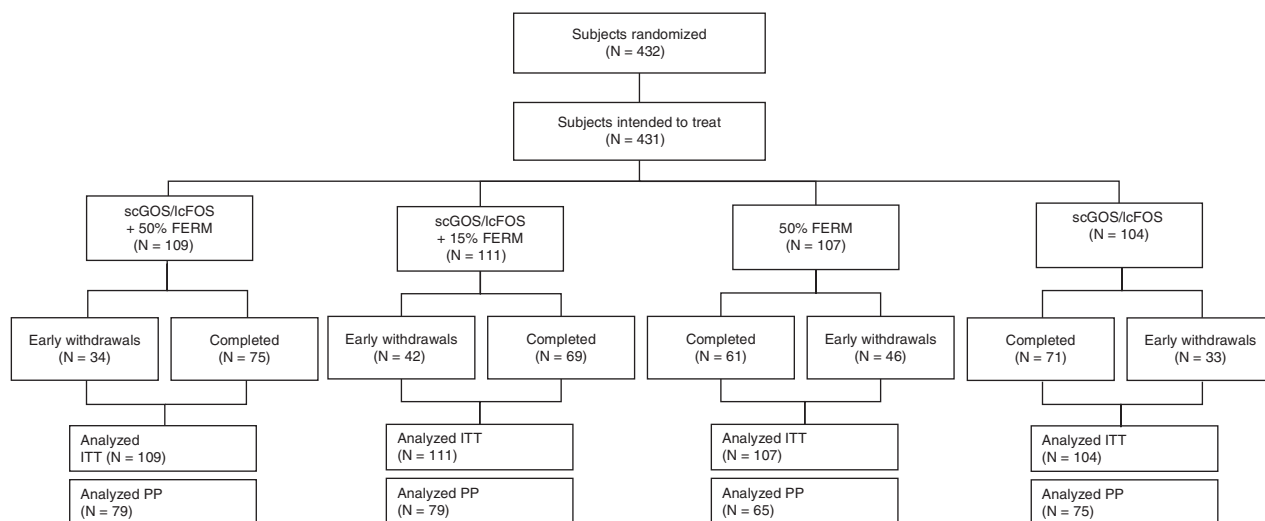 Subjects randomized
(N = 432)
Subjects intended to treat
(N = 431)
scGOS/lcFOS
+ 50% FERM
(N = 109)
scGOS/lcFOS
+ 15% FERM
(N = 111)
50% FERM
(N = 107)
scGOS/lcFOS
(N = 104)
Early withdrawals
(N = 34)
Completed
(N = 75)
Early withdrawals
(N = 42)
Completed
(N = 69)
Completed
(N = 61)
Early withdrawals
(N = 46)
Completed
(N = 71)
Early withdrawals
(N = 33)
Analyzed
ITT (N = 109)
Analyzed ITT
(N = 111)
Analyzed ITT
(N = 107)
Analyzed ITT
(N = 104)
Analyzed PP
(N = 79)
Analyzed PP
(N = 79)
Analyzed PP
(N = 65)
Analyzed PP
(N = 75)